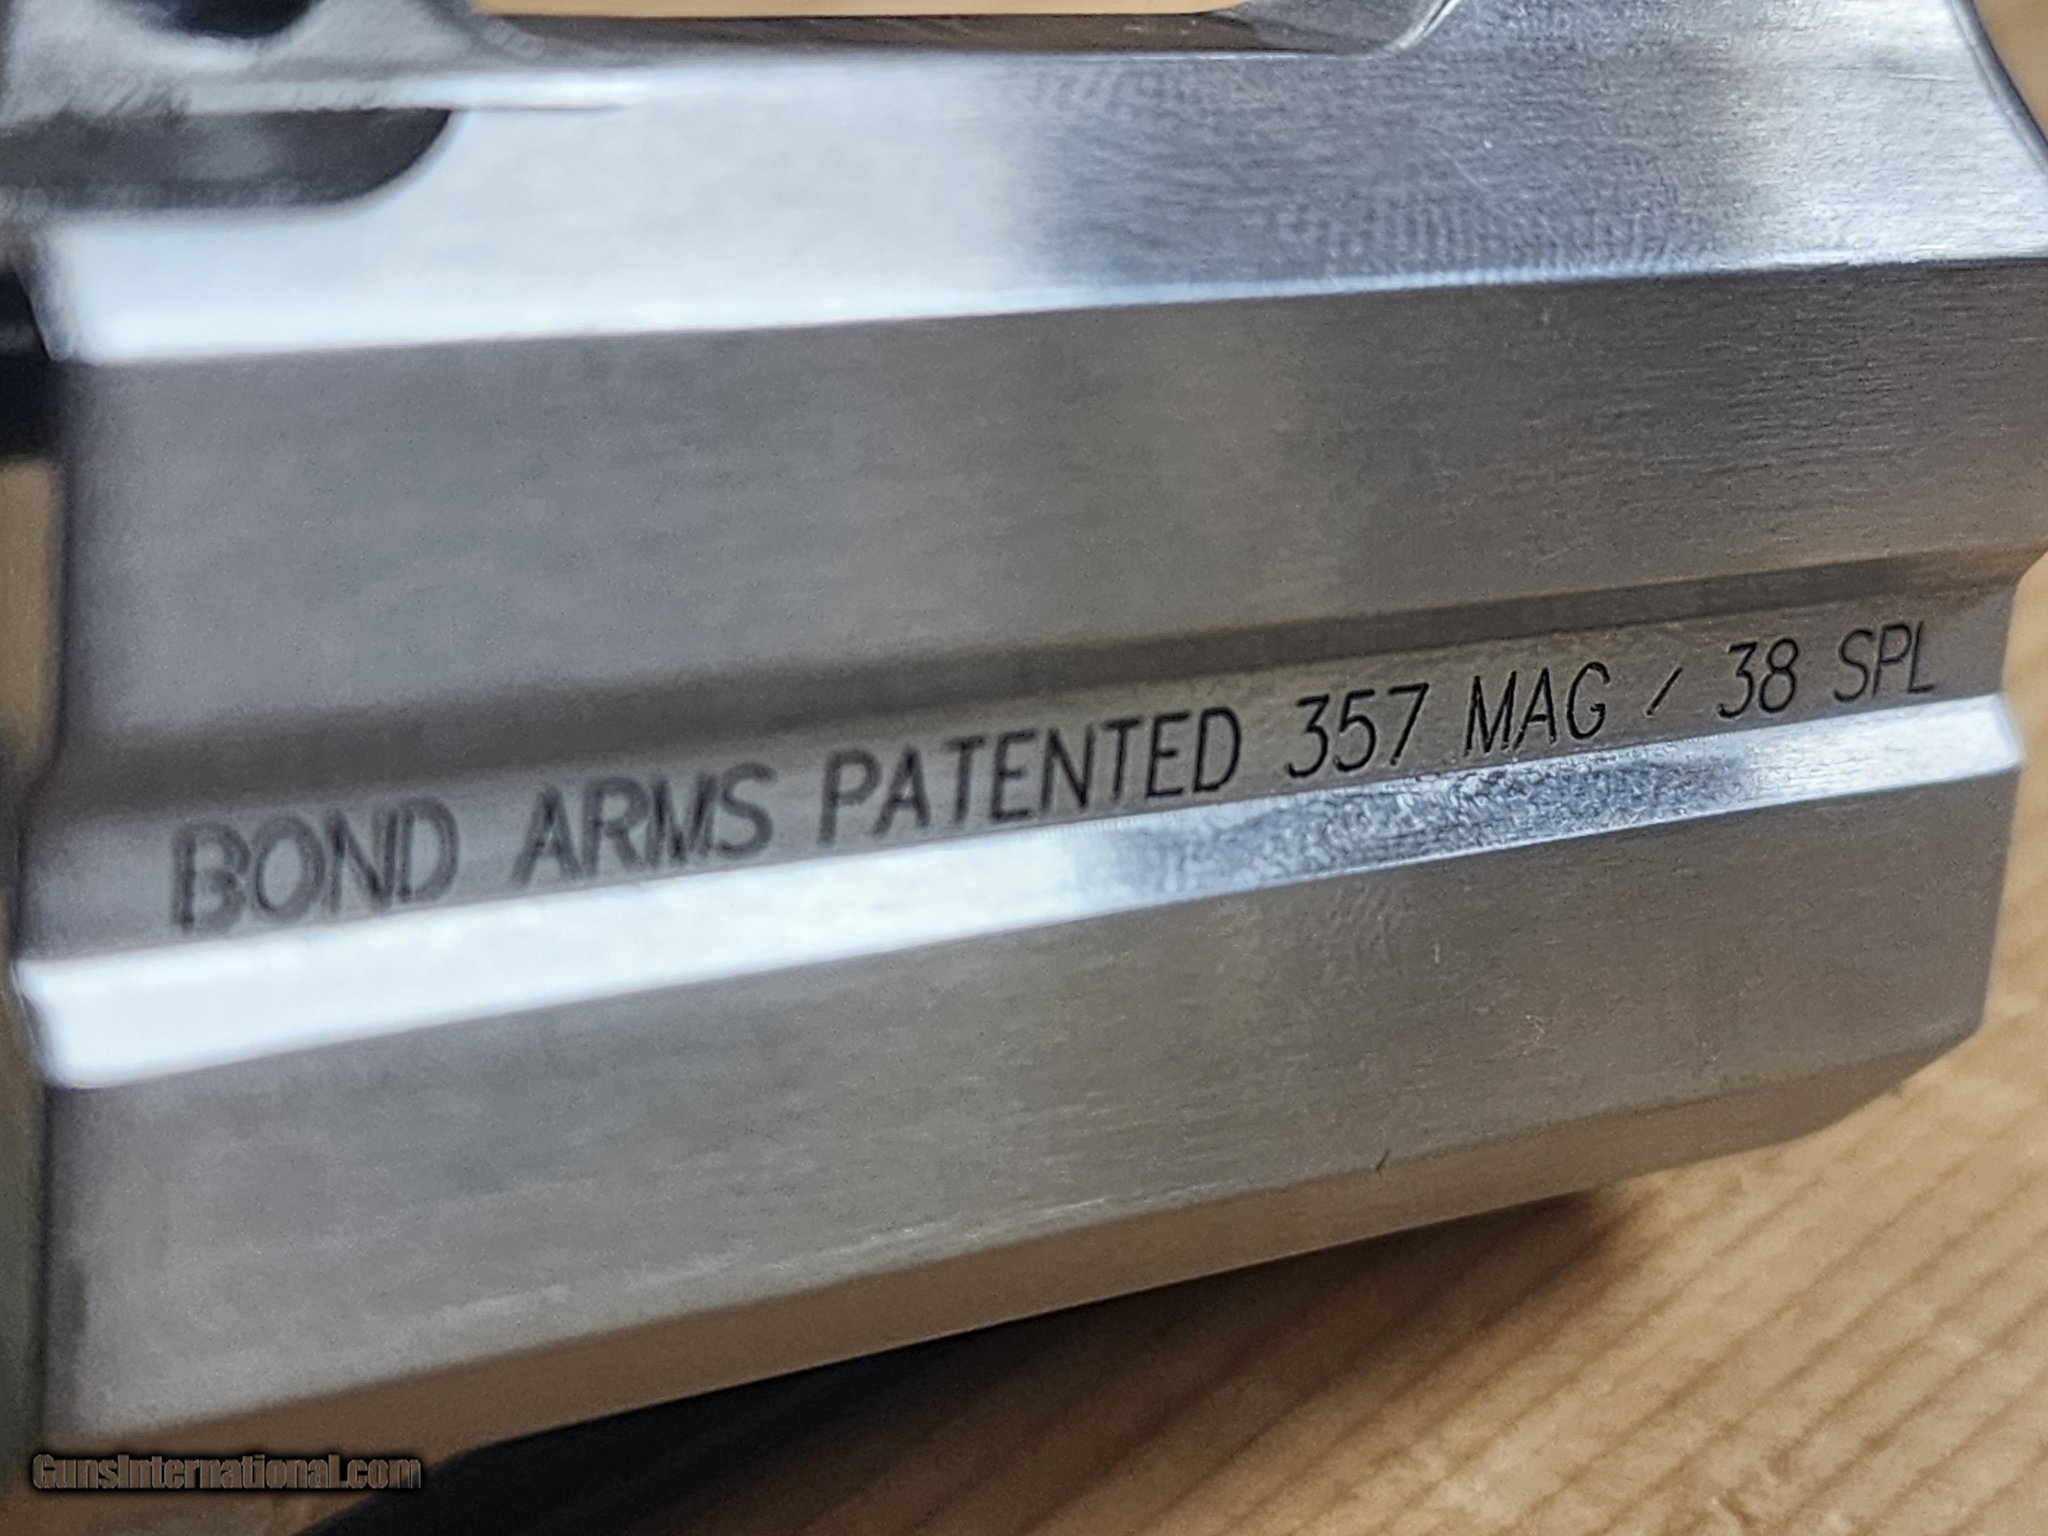 BOND ARMS PATENTED 357 MAG / 38 SPL
GunsInternational.com